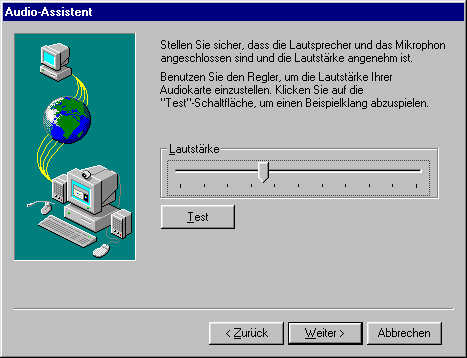 Audio-Assistent
Stellen Sie sicher, dass die Lautsprecher und das Mikrophon
angeschlossen sind und die Lautstärke angenehm ist.
Benutzen Sie den Regler, um die Lautstärke Ihrer
Audiokarte einzustellen. Klicken Sie auf die
"Test"-Schaltfläche, um einen Beispielklang abzuspielen.
Lautstärke
Test
< Zurück
Weiter >
Abbrechen